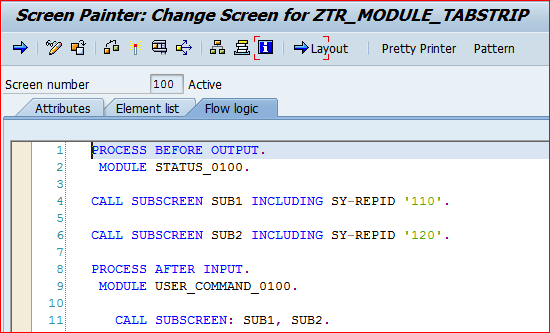 Screen Painter: Change Screen for ZTR_MODULE_TABSTRIP
Layout Pretty Printer Pattern
Screen number 100 Active
Attributes Element list Flow logic
1 PROCESS BEFORE OUTPUT.
2 MODULE STATUS_0100.
3
4 CALL SUBSCREEN SUB1 INCLUDING SY-REPID '110'.
5
6 CALL SUBSCREEN SUB2 INCLUDING SY-REPID '120'.
7
8 PROCESS AFTER INPUT.
9 MODULE USER_COMMAND_0100.
10
11 CALL SUBSCREEN: SUB1, SUB2.